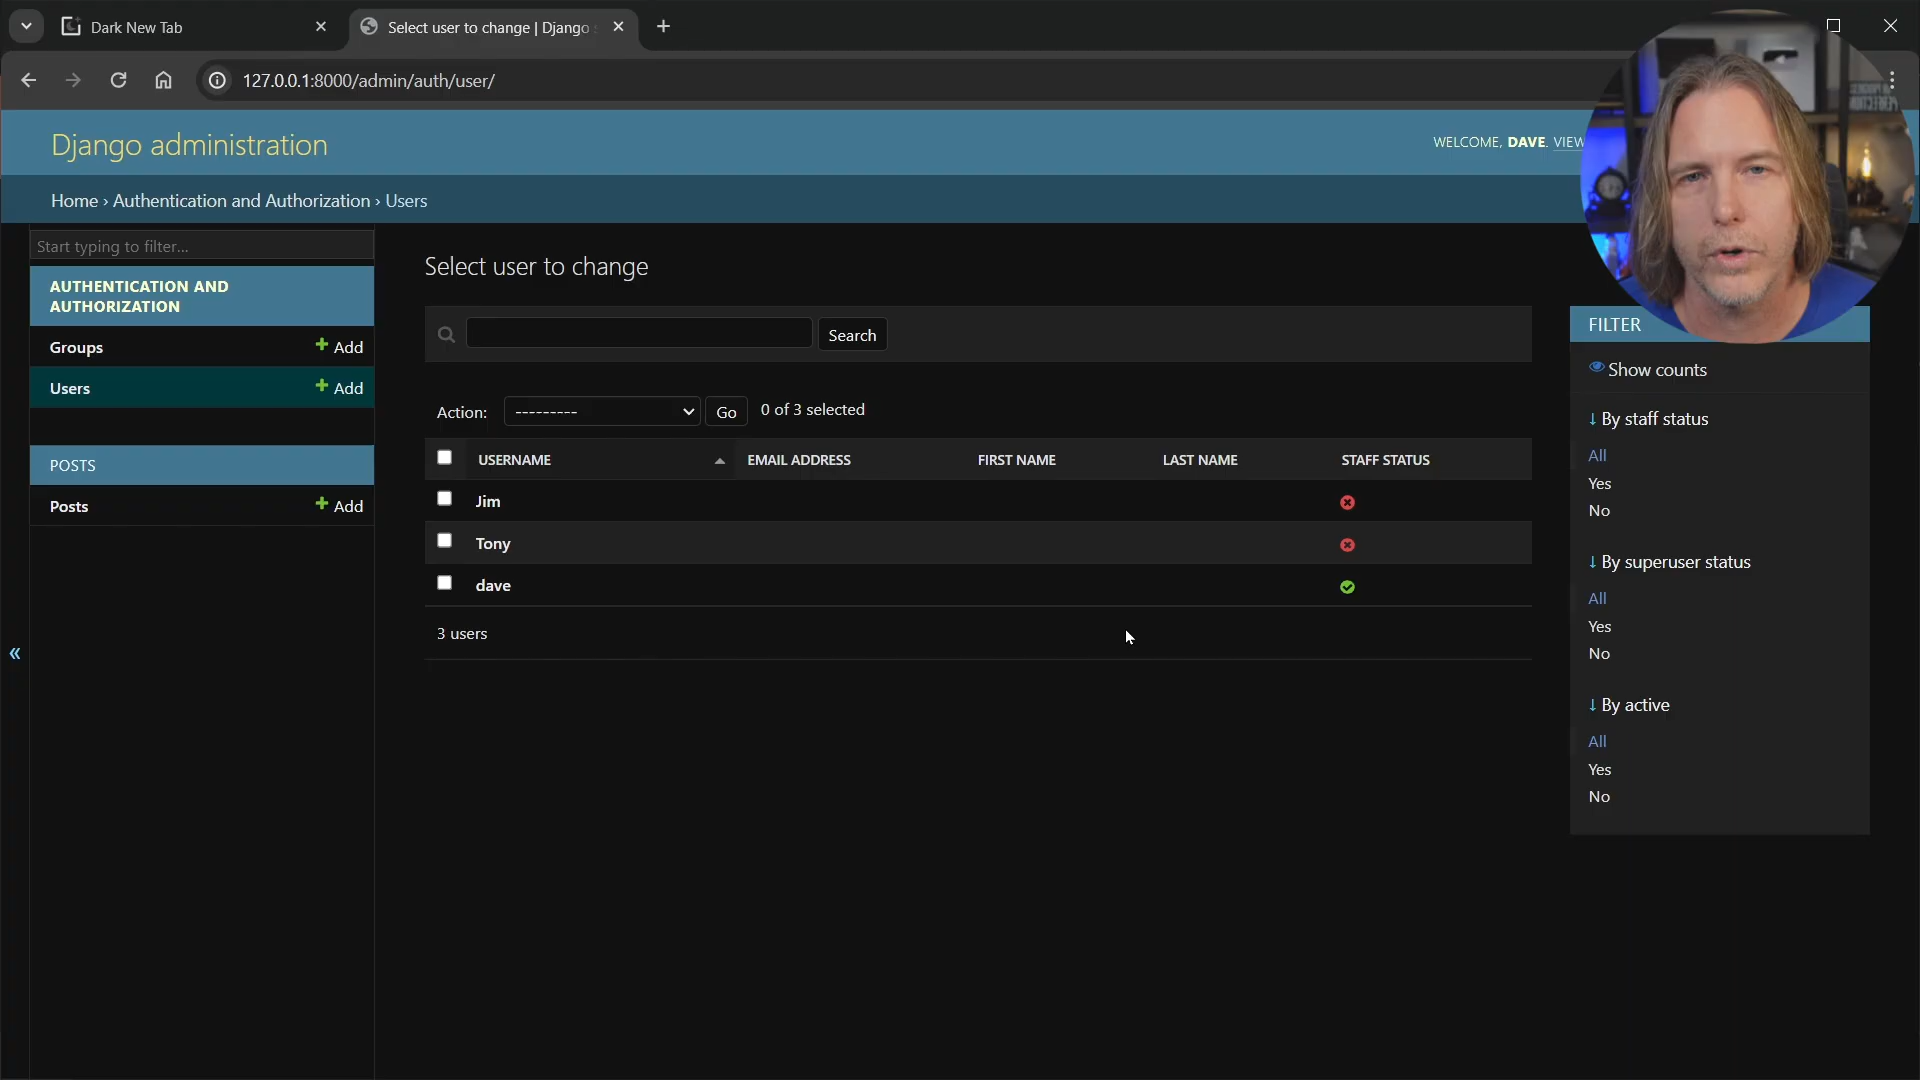 Dark New Tab
Select user to change | Django
127.0.0.1:8000/admin/auth/user/
Django administration
WELCOME, DAVE. VIEW
Home › Authentication and Authorization › Users
Start typing to filter...
AUTHENTICATION AND
AUTHORIZATION
Groups
Add
Users
Add
POSTS
Posts
Add
Select user to change
Search
Action:
---------
Go
0 of 3 selected
USERNAME
EMAIL ADDRESS
FIRST NAME
LAST NAME
STAFF STATUS
Jim
Tony
dave
3 users
FILTER
Show counts
↓ By staff status
All
Yes
No
↓ By superuser status
All
Yes
No
↓ By active
All
Yes
No